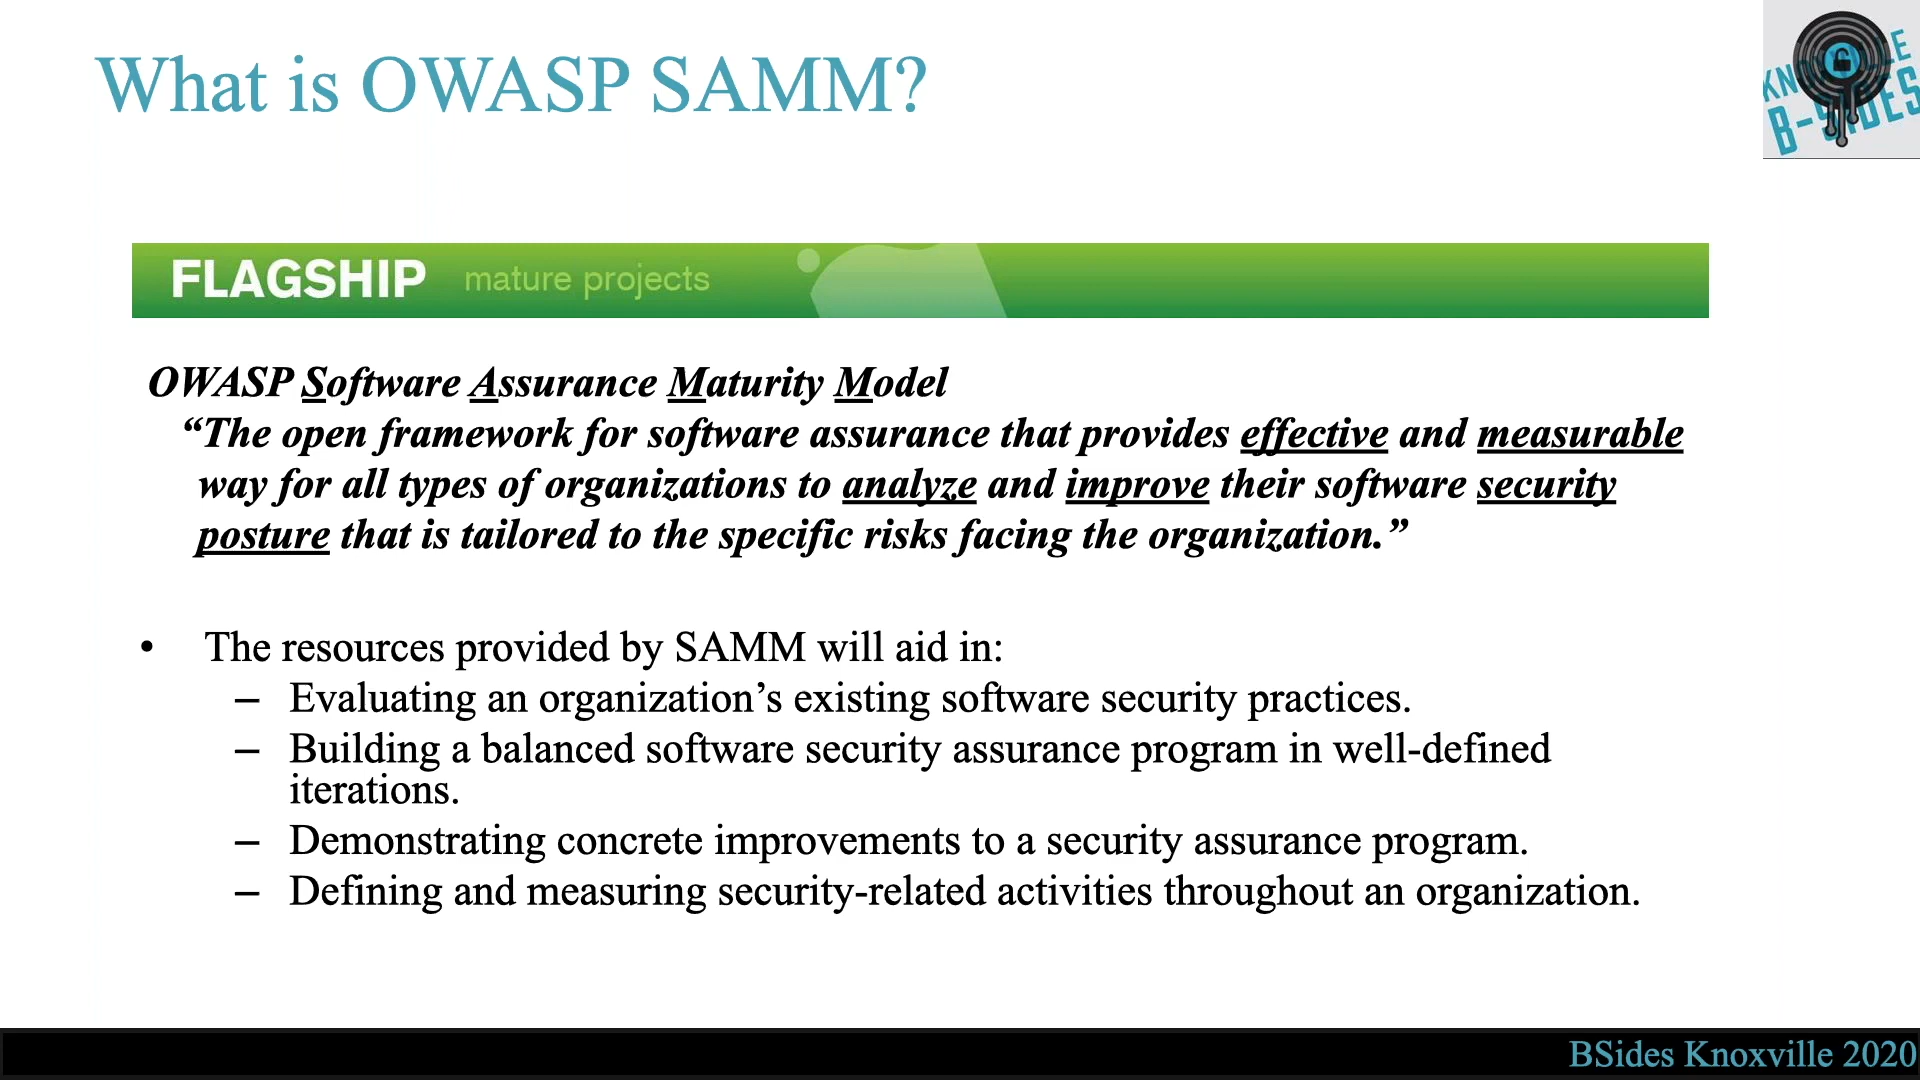 What is OWASP SAMM?
KNOXVILLE
B-SIDES
FLAGSHIP mature projects
OWASP Software Assurance Maturity Model
“The open framework for software assurance that provides effective and measurable
way for all types of organizations to analyze and improve their software security
posture that is tailored to the specific risks facing the organization.”
• The resources provided by SAMM will aid in:
– Evaluating an organization’s existing software security practices.
– Building a balanced software security assurance program in well-defined
iterations.
– Demonstrating concrete improvements to a security assurance program.
– Defining and measuring security-related activities throughout an organization.
BSides Knoxville 2020